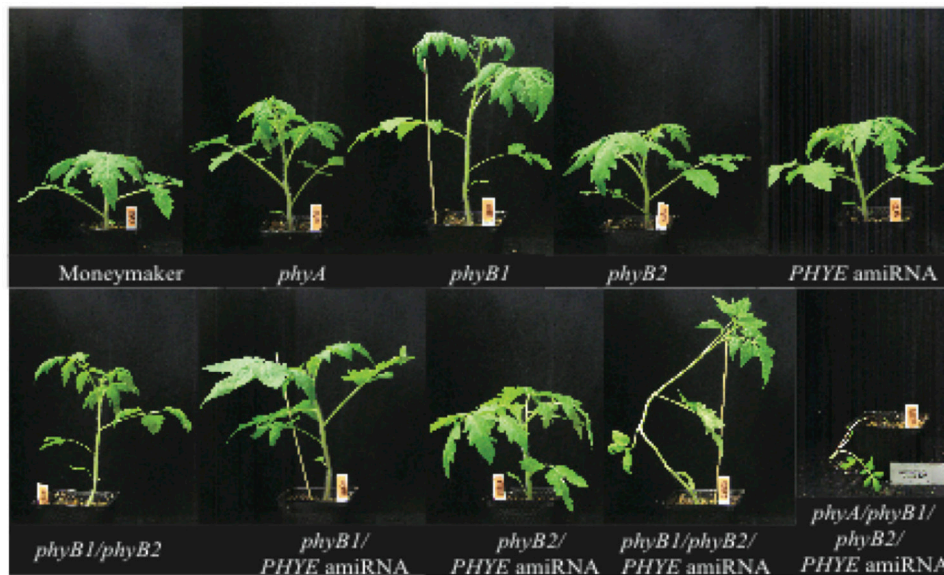 Moneymaker
phyA
phyB1
phyB2
PHYE amiRNA
phyB1/phyB2
phyB1/
PHYE amiRNA
phyB2/
PHYE amiRNA
phyB1/phyB2/
PHYE amiRNA
phyA/phyB1/
phyB2/
PHYE amiRNA